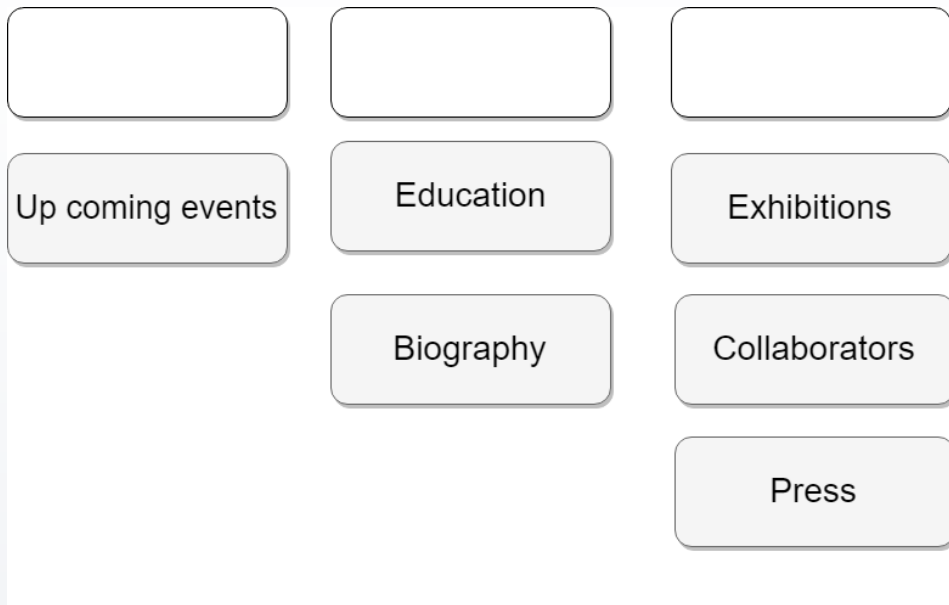 Up coming events
Education
Exhibitions
Biography
Collaborators
Press